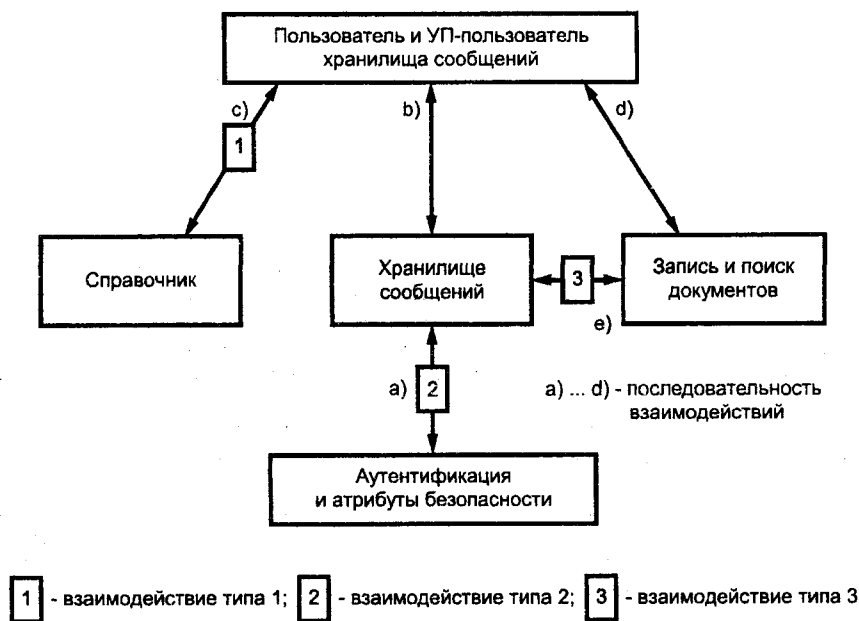 Пользователь и УП-пользователь
хранилища сообщений
c)
b)
d)
1
Справочник
Хранилище
сообщений
3
Запись и поиск
документов
e)
a)
2
a) ... d) - последовательность
взаимодействий
Аутентификация
и атрибуты безопасности
1 - взаимодействие типа 1; 2 - взаимодействие типа 2; 3 - взаимодействие типа 3